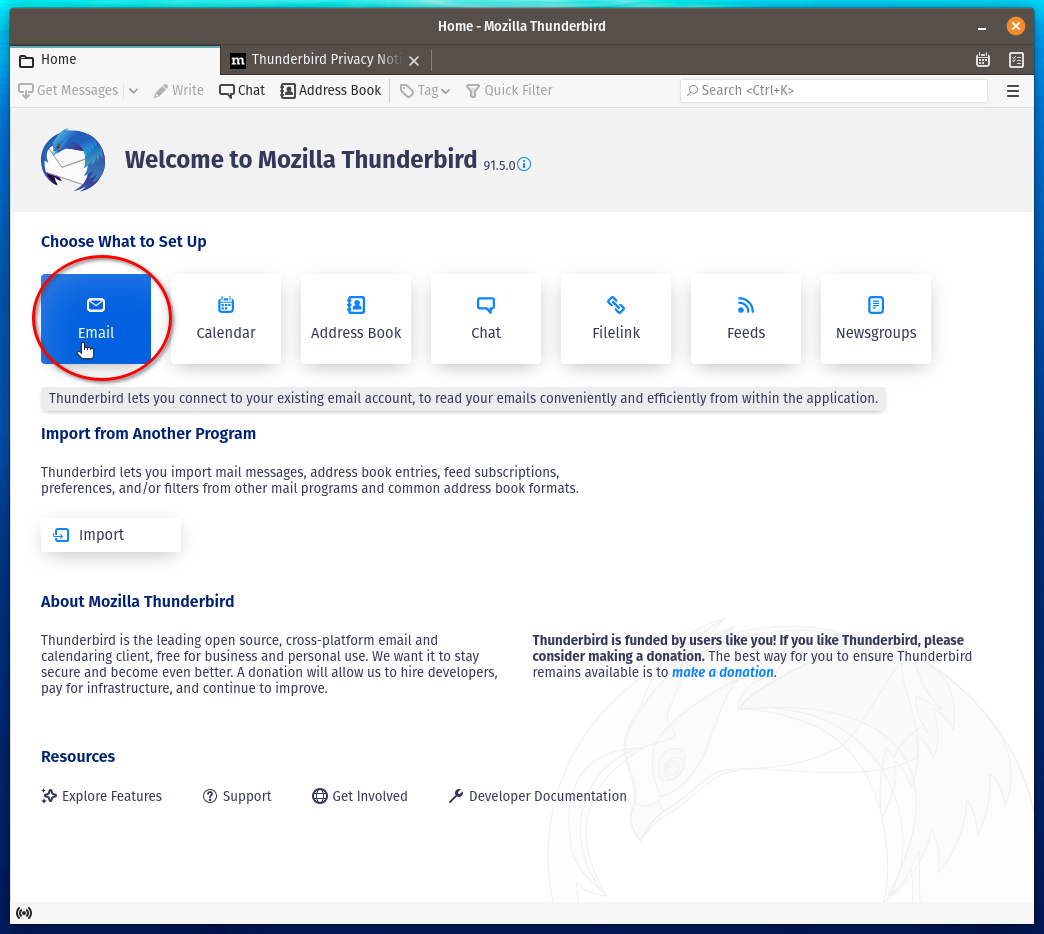 Home - Mozilla Thunderbird
Home
m Thunderbird Privacy Noti
Get Messages Write Chat Address Book Tag Quick Filter Search <Ctrl+K>
Welcome to Mozilla Thunderbird 91.5.0
Choose What to Set Up
Email Calendar Address Book Chat Filelink Feeds Newsgroups
Thunderbird lets you connect to your existing email account, to read your emails conveniently and efficiently from within the application.
Import from Another Program
Thunderbird lets you import mail messages, address book entries, feed subscriptions,
preferences, and/or filters from other mail programs and common address book formats.
Import
About Mozilla Thunderbird
Thunderbird is the leading open source, cross-platform email and
calendaring client, free for business and personal use. We want it to stay
secure and become even better. A donation will allow us to hire developers,
pay for infrastructure, and continue to improve.
Thunderbird is funded by users like you! If you like Thunderbird, please
consider making a donation. The best way for you to ensure Thunderbird
remains available is to make a donation.
Resources
Explore Features Support Get Involved Developer Documentation